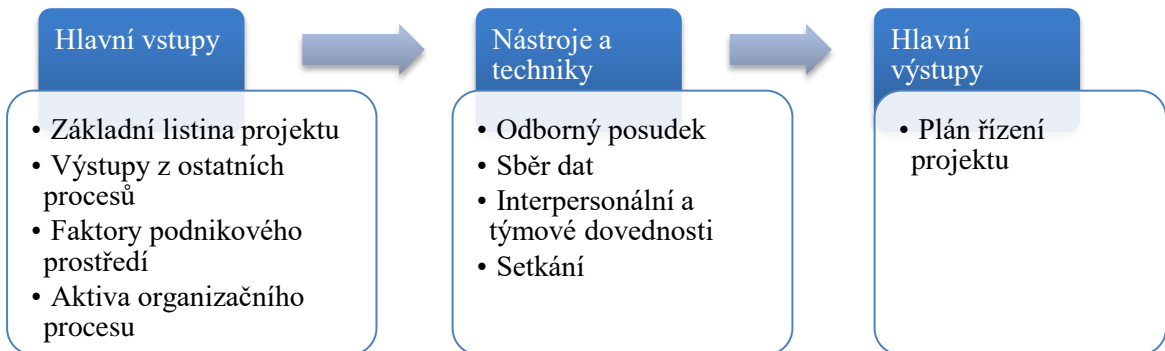 Hlavní vstupy
• Základní listina projektu
• Výstupy z ostatních
procesů
• Faktory podnikového
prostředí
• Aktiva organizačního
procesu
Nástroje a
techniky
• Odborný posudek
• Sběr dat
• Interpersonální a
týmové dovednosti
• Setkání
Hlavní
výstupy
• Plán řízení
projektu